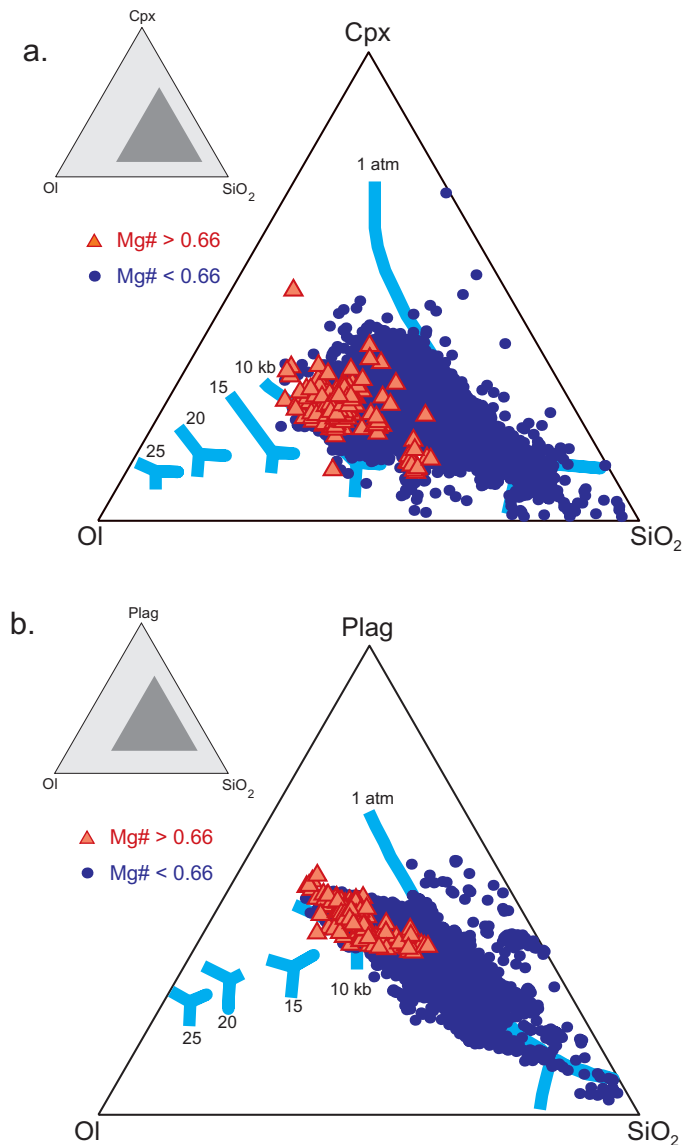 a.
Cpx
Ol
SiO2
Cpx
1 atm
Mg# > 0.66
Mg# < 0.66
10 kb
15
20
25
Ol
SiO2
b.
Plag
Ol
SiO2
Plag
1 atm
Mg# > 0.66
Mg# < 0.66
10 kb
15
20
25
Ol
SiO2